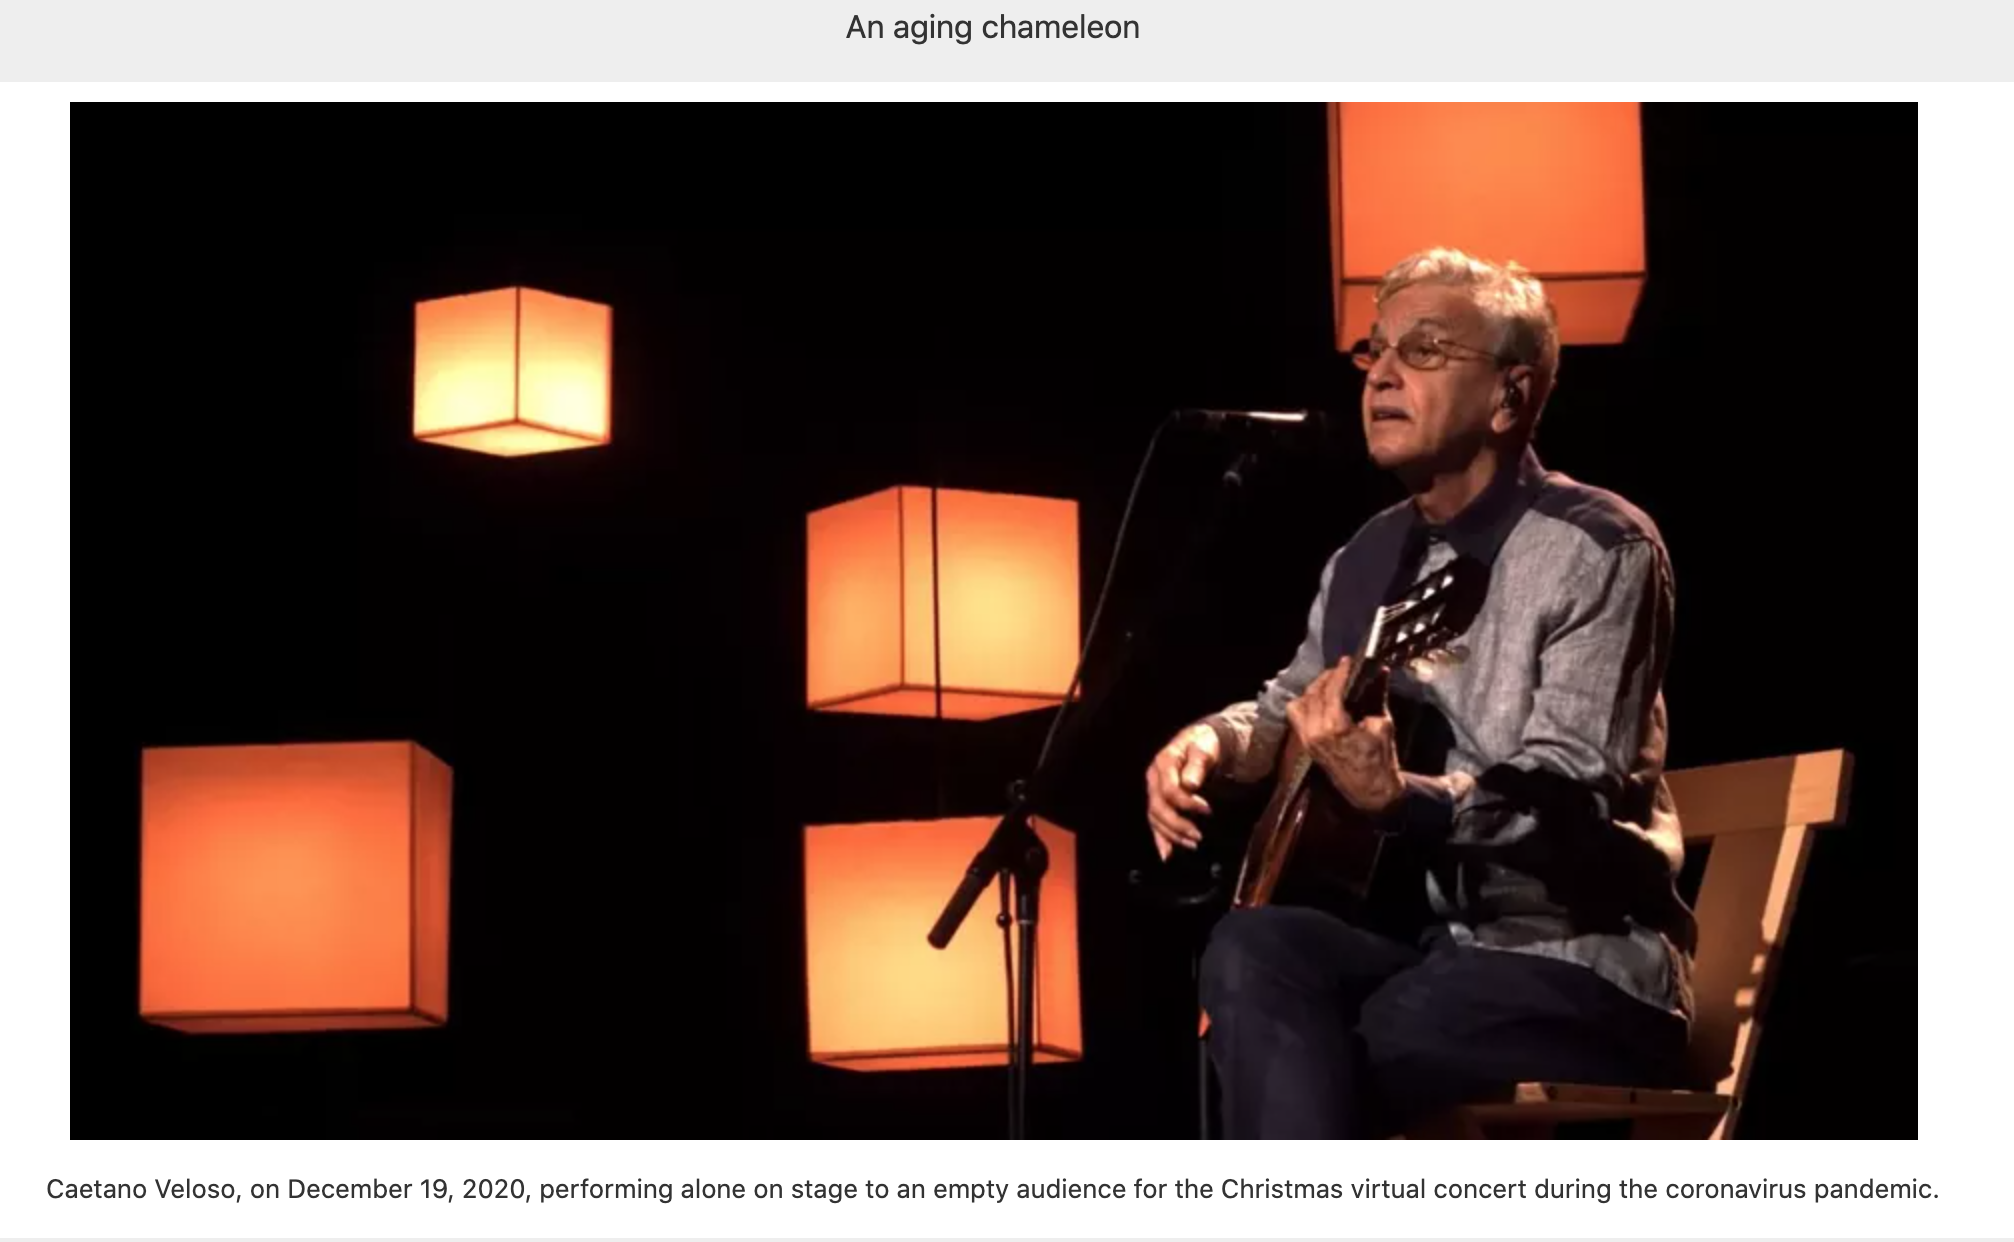 An aging chameleon
Caetano Veloso, on December 19, 2020, performing alone on stage to an empty audience for the Christmas virtual concert during the coronavirus pandemic.